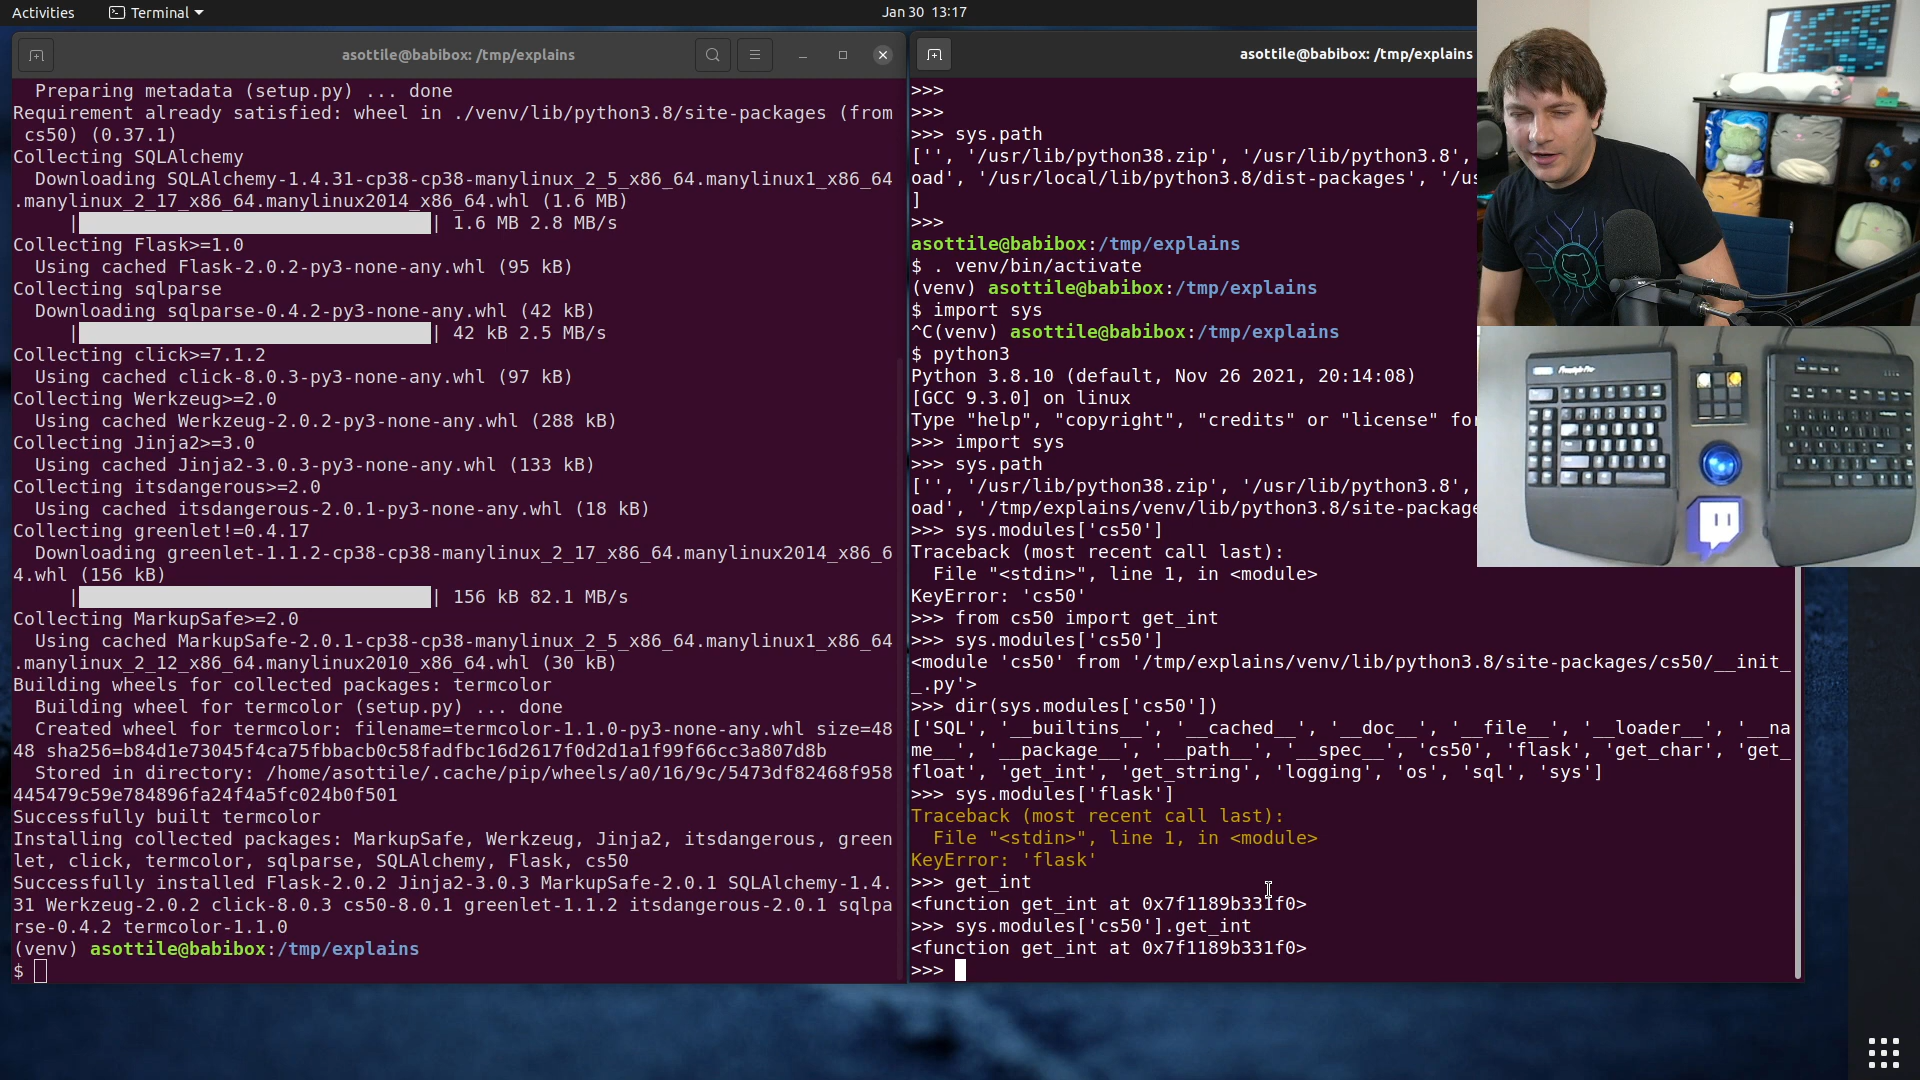 Activities
Terminal
Jan 30 13:17
asottile@babibox: /tmp/explains
Preparing metadata (setup.py) ... done
Requirement already satisfied: wheel in ./venv/lib/python3.8/site-packages (from
cs50) (0.37.1)
Collecting SQLAlchemy
Downloading SQLAlchemy-1.4.31-cp38-cp38-manylinux_2_5_x86_64.manylinux1_x86_64
.manylinux_2_17_x86_64.manylinux2014_x86_64.whl (1.6 MB)
| | 1.6 MB 2.8 MB/s
Collecting Flask>=1.0
Using cached Flask-2.0.2-py3-none-any.whl (95 kB)
Collecting sqlparse
Downloading sqlparse-0.4.2-py3-none-any.whl (42 kB)
| | 42 kB 2.5 MB/s
Collecting click>=7.1.2
Using cached click-8.0.3-py3-none-any.whl (97 kB)
Collecting Werkzeug>=2.0
Using cached Werkzeug-2.0.2-py3-none-any.whl (288 kB)
Collecting Jinja2>=3.0
Using cached Jinja2-3.0.3-py3-none-any.whl (133 kB)
Collecting itsdangerous>=2.0
Using cached itsdangerous-2.0.1-py3-none-any.whl (18 kB)
Collecting greenlet!=0.4.17
Downloading greenlet-1.1.2-cp38-cp38-manylinux_2_17_x86_64.manylinux2014_x86_6
4.whl (156 kB)
| | 156 kB 82.1 MB/s
Collecting MarkupSafe>=2.0
Using cached MarkupSafe-2.0.1-cp38-cp38-manylinux_2_5_x86_64.manylinux1_x86_64
.manylinux_2_12_x86_64.manylinux2010_x86_64.whl (30 kB)
Building wheels for collected packages: termcolor
Building wheel for termcolor (setup.py) ... done
Created wheel for termcolor: filename=termcolor-1.1.0-py3-none-any.whl size=48
48 sha256=b84d1e73045f4ca75fbbacb0c58fadfbc16d2617f0d2d1a1f99f66cc3a807d8b
Stored in directory: /home/asottile/.cache/pip/wheels/a0/16/9c/5473df82468f958
445479c59e784896fa24f4a5fc024b0f501
Successfully built termcolor
Installing collected packages: MarkupSafe, Werkzeug, Jinja2, itsdangerous, green
let, click, termcolor, sqlparse, SQLAlchemy, Flask, cs50
Successfully installed Flask-2.0.2 Jinja2-3.0.3 MarkupSafe-2.0.1 SQLAlchemy-1.4.
31 Werkzeug-2.0.2 click-8.0.3 cs50-8.0.1 greenlet-1.1.2 itsdangerous-2.0.1 sqlpa
rse-0.4.2 termcolor-1.1.0
(venv) asottile@babibox:/tmp/explains
$
asottile@babibox: /tmp/explains
>>>
>>>
>>> sys.path
['', '/usr/lib/python38.zip', '/usr/lib/python3.8',
oad', '/usr/local/lib/python3.8/dist-packages', '/us
]
>>>
asottile@babibox:/tmp/explains
$ . venv/bin/activate
(venv) asottile@babibox:/tmp/explains
$ import sys
^C(venv) asottile@babibox:/tmp/explains
$ python3
Python 3.8.10 (default, Nov 26 2021, 20:14:08)
[GCC 9.3.0] on linux
Type "help", "copyright", "credits" or "license" for
>>> import sys
>>> sys.path
['', '/usr/lib/python38.zip', '/usr/lib/python3.8',
oad', '/tmp/explains/venv/lib/python3.8/site-package
>>> sys.modules['cs50']
Traceback (most recent call last):
File "<stdin>", line 1, in <module>
KeyError: 'cs50'
>>> from cs50 import get_int
>>> sys.modules['cs50']
<module 'cs50' from '/tmp/explains/venv/lib/python3.8/site-packages/cs50/__init_
_.py'>
>>> dir(sys.modules['cs50'])
['SQL', '__builtins__', '__cached__', '__doc__', '__file__', '__loader__', '__na
me__', '__package__', '__path__', '__spec__', 'cs50', 'flask', 'get_char', 'get_
float', 'get_int', 'get_string', 'logging', 'os', 'sql', 'sys']
>>> sys.modules['flask']
Traceback (most recent call last):
File "<stdin>", line 1, in <module>
KeyError: 'flask'
>>> get_int
<function get_int at 0x7f1189b331f0>
>>> sys.modules['cs50'].get_int
<function get_int at 0x7f1189b331f0>
>>>